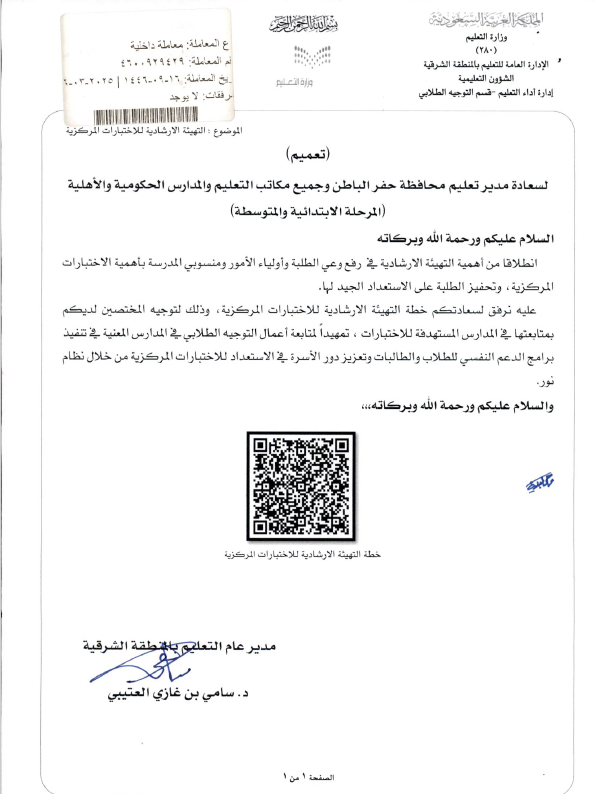 بسم الله الرحمن الرحيم
المملكة العربية السعودية
وزارة التعليم
(٢٨٠)
الإدارة العامة للتعليم بالمنطقة الشرقية
الشؤون التعليمية
إدارة أداء التعليم -قسم التوجيه الطلابي
وزارة التعليم
ع المعاملة: معاملة داخلية
م المعاملة: ٤٦٠٠٩٢٩٤٢٩
يخ المعاملة: ١٦-٠٩-١٤٤٦ | ٢٠٢٥-٠٣-
رفقات: لا يوجد
الموضوع : التهيئة الارشادية للاختبارات المركزية
(تعميم)
لسعادة مدير تعليم محافظة حفر الباطن وجميع مكاتب التعليم والمدارس الحكومية والأهلية
(المرحلة الابتدائية والمتوسطة)
السلام عليكم ورحمة الله وبركاته
انطلاقا من أهمية التهيئة الارشادية في رفع وعي الطلبة وأولياء الأمور ومنسوبي المدرسة بأهمية الاختبارات
المركزية، وتحفيز الطلبة على الاستعداد الجيد لها.
عليه نرفق لسعادتكم خطة التهيئة الارشادية للاختبارات المركزية، وذلك لتوجيه المختصين لديكم
بمتابعتها في المدارس المستهدفة للاختبارات ، تمهيداً لمتابعة أعمال التوجيه الطلابي في المدارس المعنية في تنفيذ
برامج الدعم النفسي للطلاب والطالبات وتعزيز دور الأسرة في الاستعداد للاختبارات المركزية من خلال نظام
نور.
والسلام عليكم ورحمة الله وبركاته،،،
خطة التهيئة الارشادية للاختبارات المركزية
مدير عام التعليم بالمنطقة الشرقية
د. سامي بن غازي العتيبي
الصفحة ١ من ١